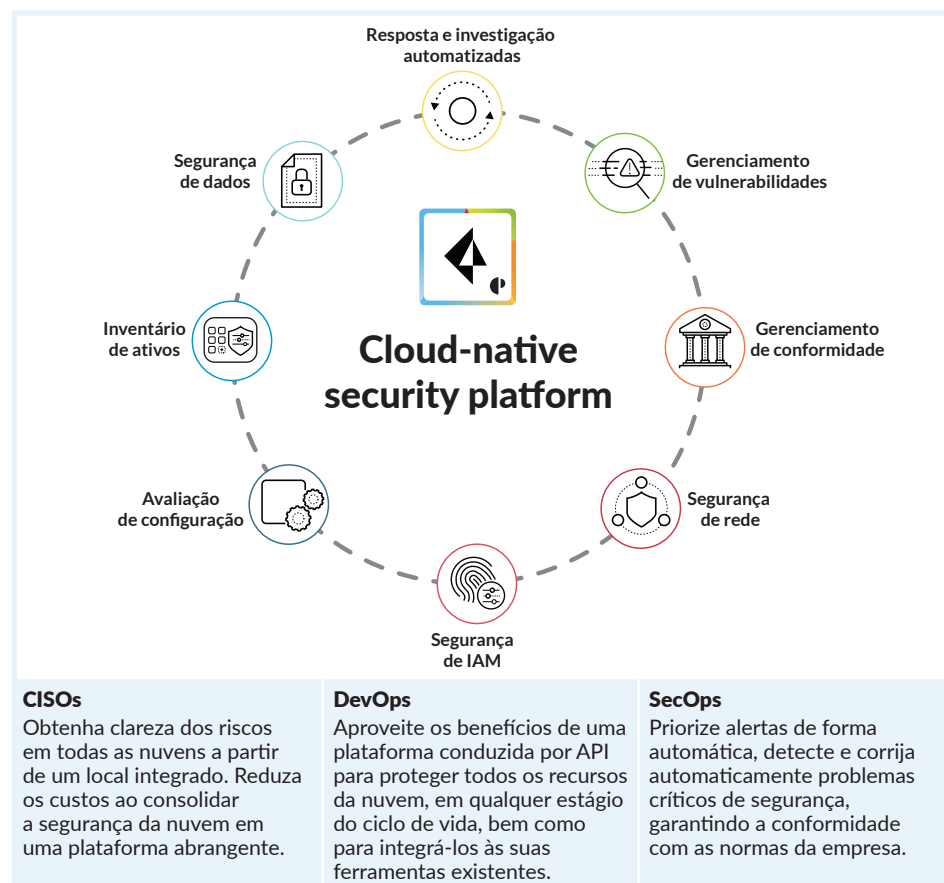 Resposta e investigação
automatizadas
Segurança
de dados
Gerenciamento
de vulnerabilidades
Inventário
de ativos
Cloud-native
security platform
Gerenciamento
de conformidade
Avaliação
de configuração
Segurança
de rede
Segurança
de IAM
CISOs
Obtenha clareza dos riscos
em todas as nuvens a partir
de um local integrado. Reduza
os custos ao consolidar
a segurança da nuvem em
uma plataforma abrangente.
DevOps
Aproveite os benefícios de uma
plataforma conduzida por API
para proteger todos os recursos
da nuvem, em qualquer estágio
do ciclo de vida, bem como
para integrá-los às suas
ferramentas existentes.
SecOps
Priorize alertas de forma
automática, detecte e corrija
automaticamente problemas
críticos de segurança,
garantindo a conformidade
com as normas da empresa.